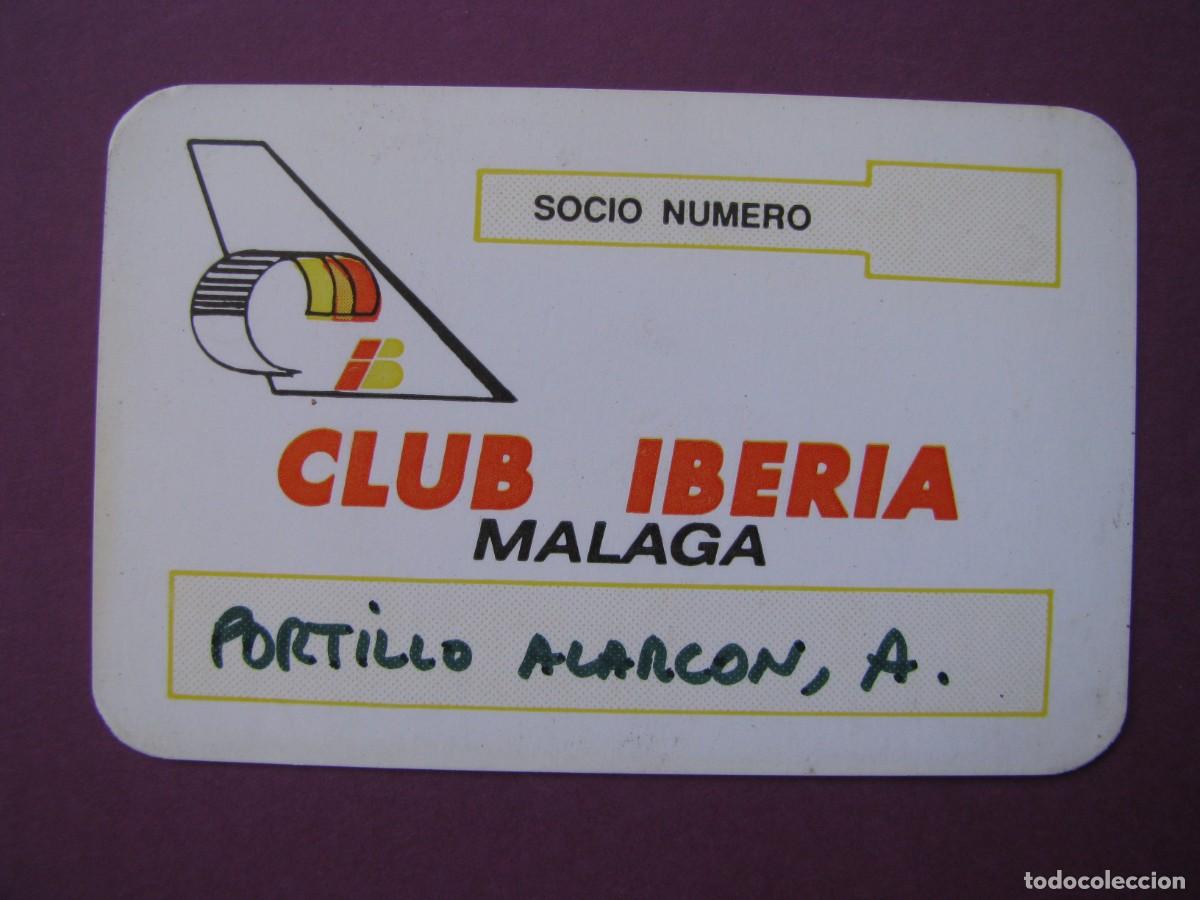 SOCIO NUMERO
IB
CLUB IBERIA
MALAGA
PORTILLO ALARCON, A.
todocoleccion